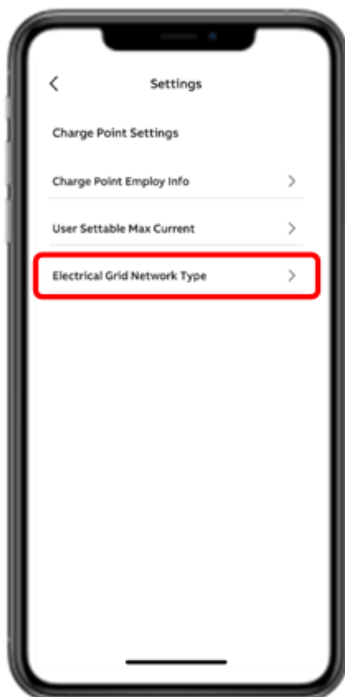 Settings
Charge Point Settings
Charge Point Employ Info
User Settable Max Current
Electrical Grid Network Type